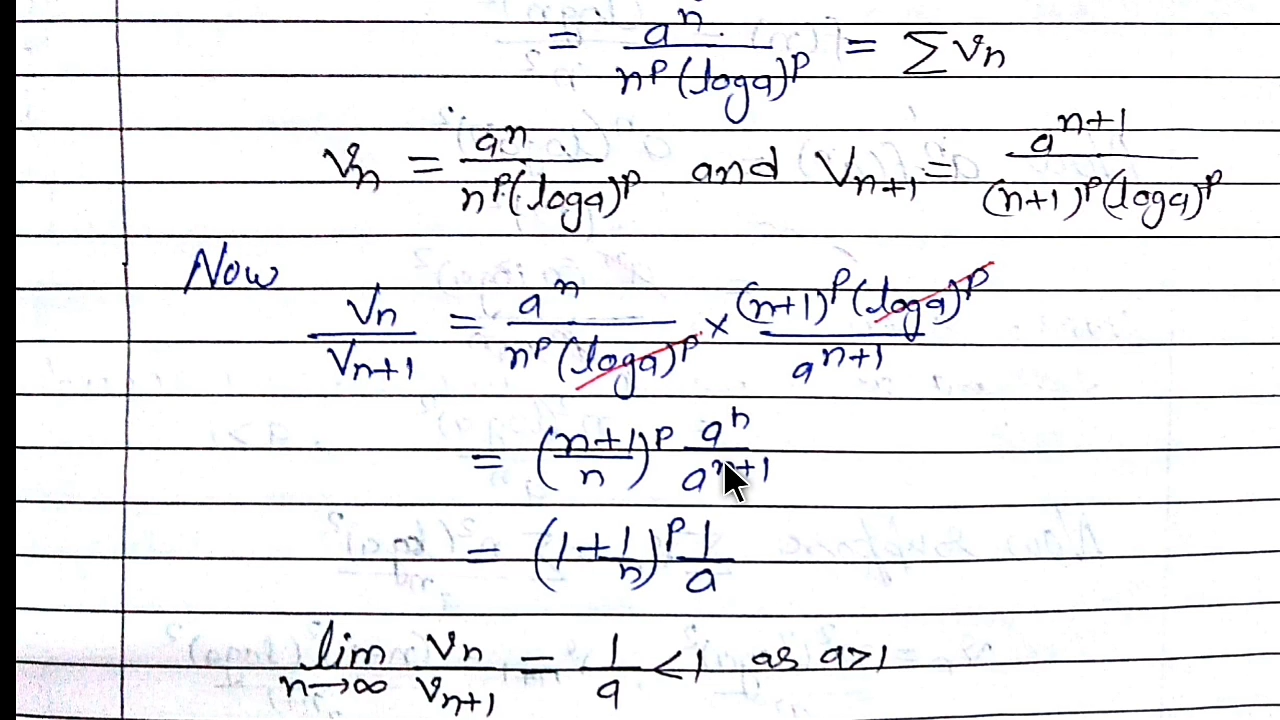 = a^n / n^p (log a)^p = Σ v_n
v_n = a^n / n^p (log a)^p and v_{n+1} = a^{n+1} / (n+1)^p (log a)^p
Now
v_n / v_{n+1} = a^n / n^p (log a)^p × (n+1)^p (log a)^p / a^{n+1}
= ((n+1)/n)^p a^n / a^{n+1}
= (1 + 1/n)^p 1/a
lim n→∞ v_n / v_{n+1} = 1/a < 1 as a>1